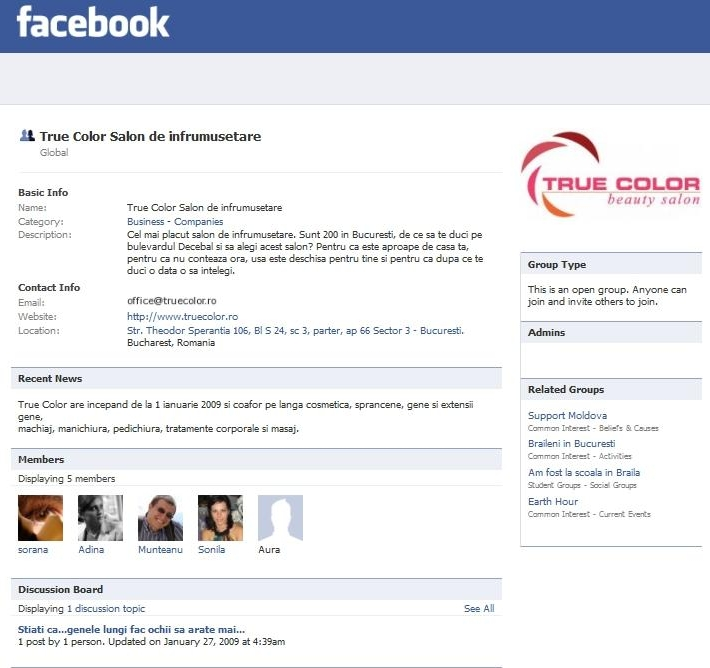 facebook
True Color Salon de infrumusetare
Global
Basic Info
Name: True Color Salon de infrumusetare
Category: Business - Companies
Description: Cel mai placut salon de infrumusetare. Sunt 200 in Bucuresti, de ce sa te duci pe
bulevardul Decebal si sa alegi acest salon? Pentru ca este aproape de casa ta,
pentru ca nu conteaza ora, usa este deschisa pentru tine si pentru ca dupa ce te
duci o data o sa intelegi.
Contact Info
Email: office@truecolor.ro
Website: http://www.truecolor.ro
Location: Str. Theodor Sperantia 106, Bl S 24, sc 3, parter, ap 66 Sector 3 - Bucuresti.
Bucharest, Romania
Recent News
True Color are incepand de la 1 ianuarie 2009 si coafor pe langa cosmetica, sprancene, gene si extensii
gene,
machiaj, manichiura, pedichiura, tratamente corporale si masaj.
Members
Displaying 5 members
sorana Adina Munteanu Sonila Aura
Discussion Board
Displaying 1 discussion topic See All
Stiati ca...genele lungi fac ochii sa arate mai...
1 post by 1 person. Updated on January 27, 2009 at 4:39am
TRUE COLOR
beauty salon
Group Type
This is an open group. Anyone can
join and invite others to join.
Admins
Related Groups
Support Moldova
Common Interest - Beliefs & Causes
Braileni in Bucuresti
Common Interest - Activities
Am fost la scoala in Braila
Student Groups - Social Groups
Earth Hour
Common Interest - Current Events